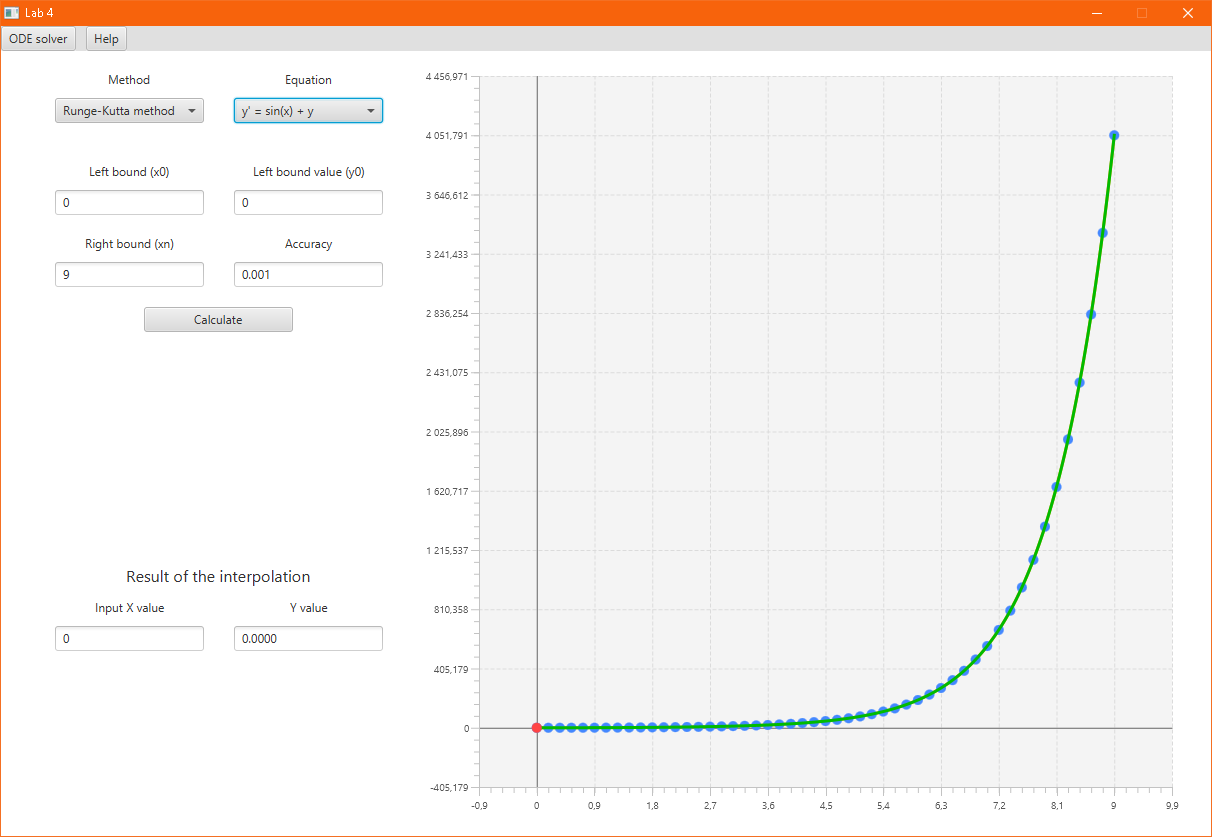 Lab 4
ODE solver Help
Method Equation
Runge-Kutta method y' = sin(x) + y
Left bound (x0) Left bound value (y0)
0 0
Right bound (xn) Accuracy
9 0.001
Calculate
Result of the interpolation
Input X value Y value
0 0.0000
4 456,971
4 051,791
3 646,612
3 241,433
2 836,254
2 431,075
2 025,896
1 620,717
1 215,537
810,358
405,179
0
-405,179
-0,9 0 0,9 1,8 2,7 3,6 4,5 5,4 6,3 7,2 8,1 9 9,9